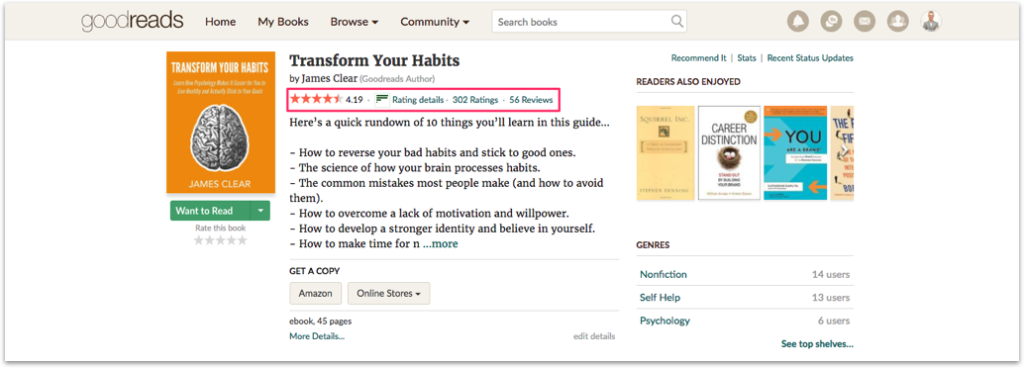 goodreads Home My Books Browse Community Search books
TRANSFORM YOUR HABITS
Learn How Psychology Makes it Easier for You to
Live Healthy and Actually Stick to Your Goals
JAMES CLEAR
Want to Read
Rate this book
Transform Your Habits
by James Clear (Goodreads Author)
4.19 · Rating details · 302 Ratings · 56 Reviews
Here's a quick rundown of 10 things you'll learn in this guide...
- How to reverse your bad habits and stick to good ones.
- The science of how your brain processes habits.
- The common mistakes most people make (and how to avoid
them).
- How to overcome a lack of motivation and willpower.
- How to develop a stronger identity and believe in yourself.
- How to make time for n ...more
GET A COPY
Amazon Online Stores
ebook, 45 pages
More Details... edit details
Recommend It | Stats | Recent Status Updates
READERS ALSO ENJOYED
SQUIRREL INC.
STEPHEN DENNING
CAREER
DISTINCTION
STAND OUT
BY BUILDING
YOUR BRAND
YOU
ARE A BRAND!
THE P
FI
GENRES
Nonfiction 14 users
Self Help 13 users
Psychology 6 users
See top shelves...